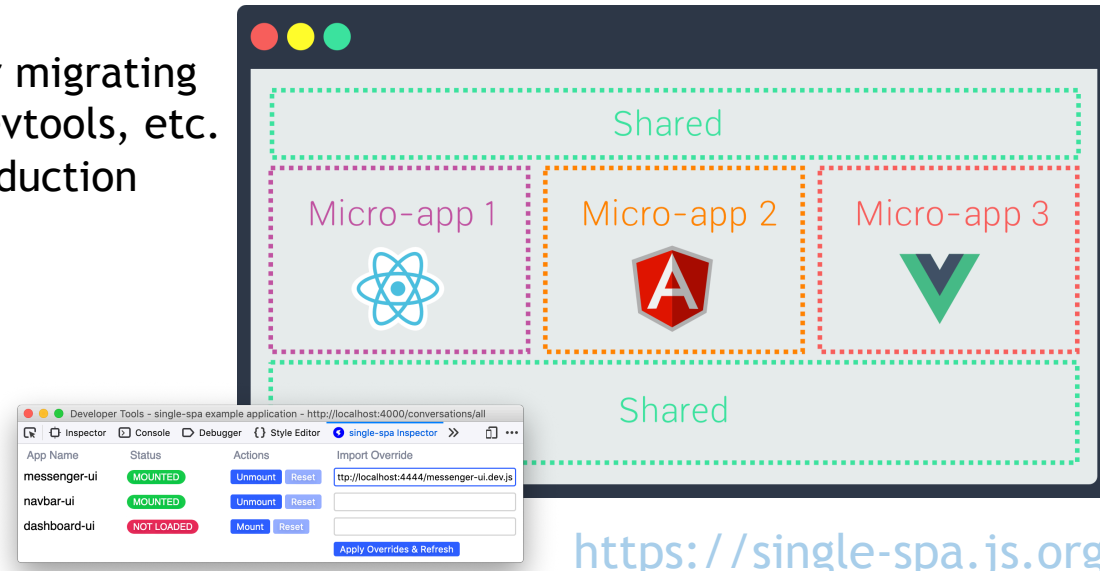 migrating
vtools, etc.
duction
Shared
Micro-app 1
Micro-app 2
Micro-app 3
A
Shared
Developer Tools - single-spa example application - http://localhost:4000/conversations/all
Inspector Console Debugger {} Style Editor single-spa Inspector
App Name Status Actions Import Override
messenger-ui MOUNTED Unmount Reset ttp://localhost:4444/messenger-ui.dev.js
navbar-ui MOUNTED Unmount Reset
dashboard-ui NOT LOADED Mount Reset
Apply Overrides & Refresh
https://single-spa.js.org